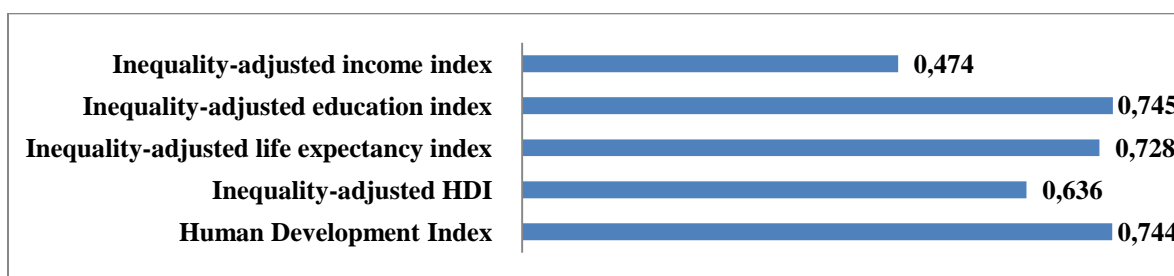 Inequality-adjusted income index 0,474
Inequality-adjusted education index 0,745
Inequality-adjusted life expectancy index 0,728
Inequality-adjusted HDI 0,636
Human Development Index 0,744